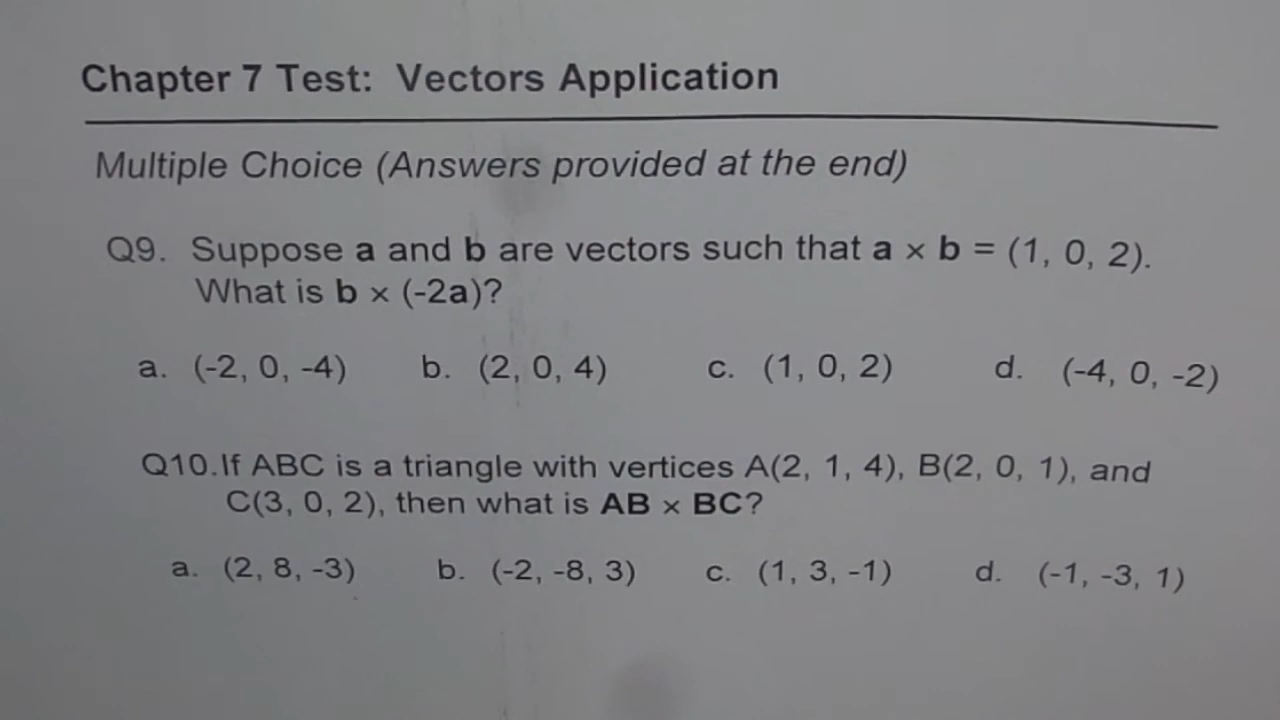 Chapter 7 Test: Vectors Application
Multiple Choice (Answers provided at the end)
Q9. Suppose a and b are vectors such that a × b = (1, 0, 2).
What is b × (-2a)?
a. (-2, 0, -4) b. (2, 0, 4) c. (1, 0, 2) d. (-4, 0, -2)
Q10.If ABC is a triangle with vertices A(2, 1, 4), B(2, 0, 1), and
C(3, 0, 2), then what is AB × BC?
a. (2, 8, -3) b. (-2, -8, 3) c. (1, 3, -1) d. (-1, -3, 1)